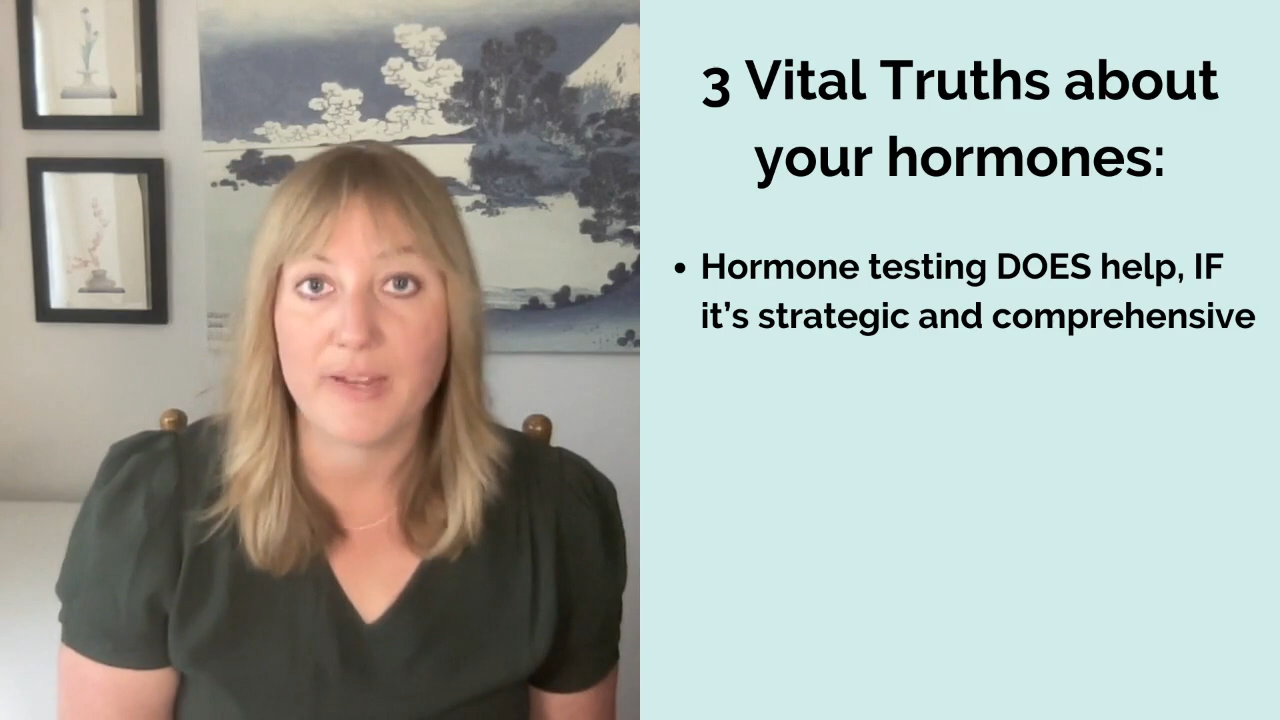 3 Vital Truths about
your hormones:
• Hormone testing DOES help, IF
it’s strategic and comprehensive